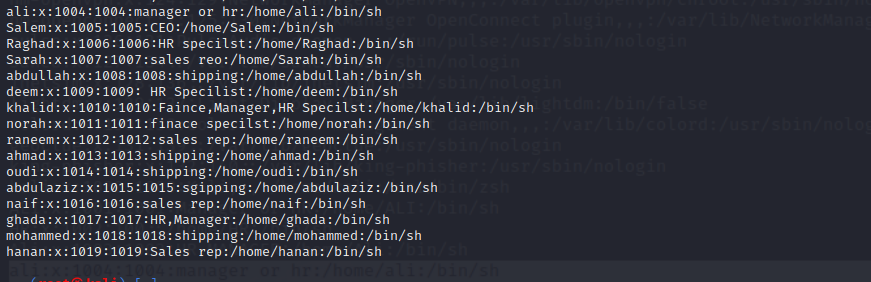 ali:x:1004:1004:manager or hr:/home/ali:/bin/sh
Salem:x:1005:1005:CEO:/home/Salem:/bin/sh
Raghad:x:1006:1006:HR specilst:/home/Raghad:/bin/sh
Sarah:x:1007:1007:sales reo:/home/Sarah:/bin/sh
abdullah:x:1008:1008:shipping:/home/abdullah:/bin/sh
deem:x:1009:1009: HR Specilist:/home/deem:/bin/sh
khalid:x:1010:1010:Faince,Manager,HR Specilst:/home/khalid:/bin/sh
norah:x:1011:1011:finace specilst:/home/norah:/bin/sh
raneem:x:1012:1012:sales rep:/home/raneem:/bin/sh
ahmad:x:1013:1013:shipping:/home/ahmad:/bin/sh
oudi:x:1014:1014:shipping:/home/oudi:/bin/sh
abdulaziz:x:1015:1015:sgipping:/home/abdulaziz:/bin/sh
naif:x:1016:1016:sales rep:/home/naif:/bin/sh
ghada:x:1017:1017:HR,Manager:/home/ghada:/bin/sh
mohammed:x:1018:1018:shipping:/home/mohammed:/bin/sh
hanan:x:1019:1019:Sales rep:/home/hanan:/bin/sh
ali:x:1004:1004:manager or hr:/home/ali:/bin/sh